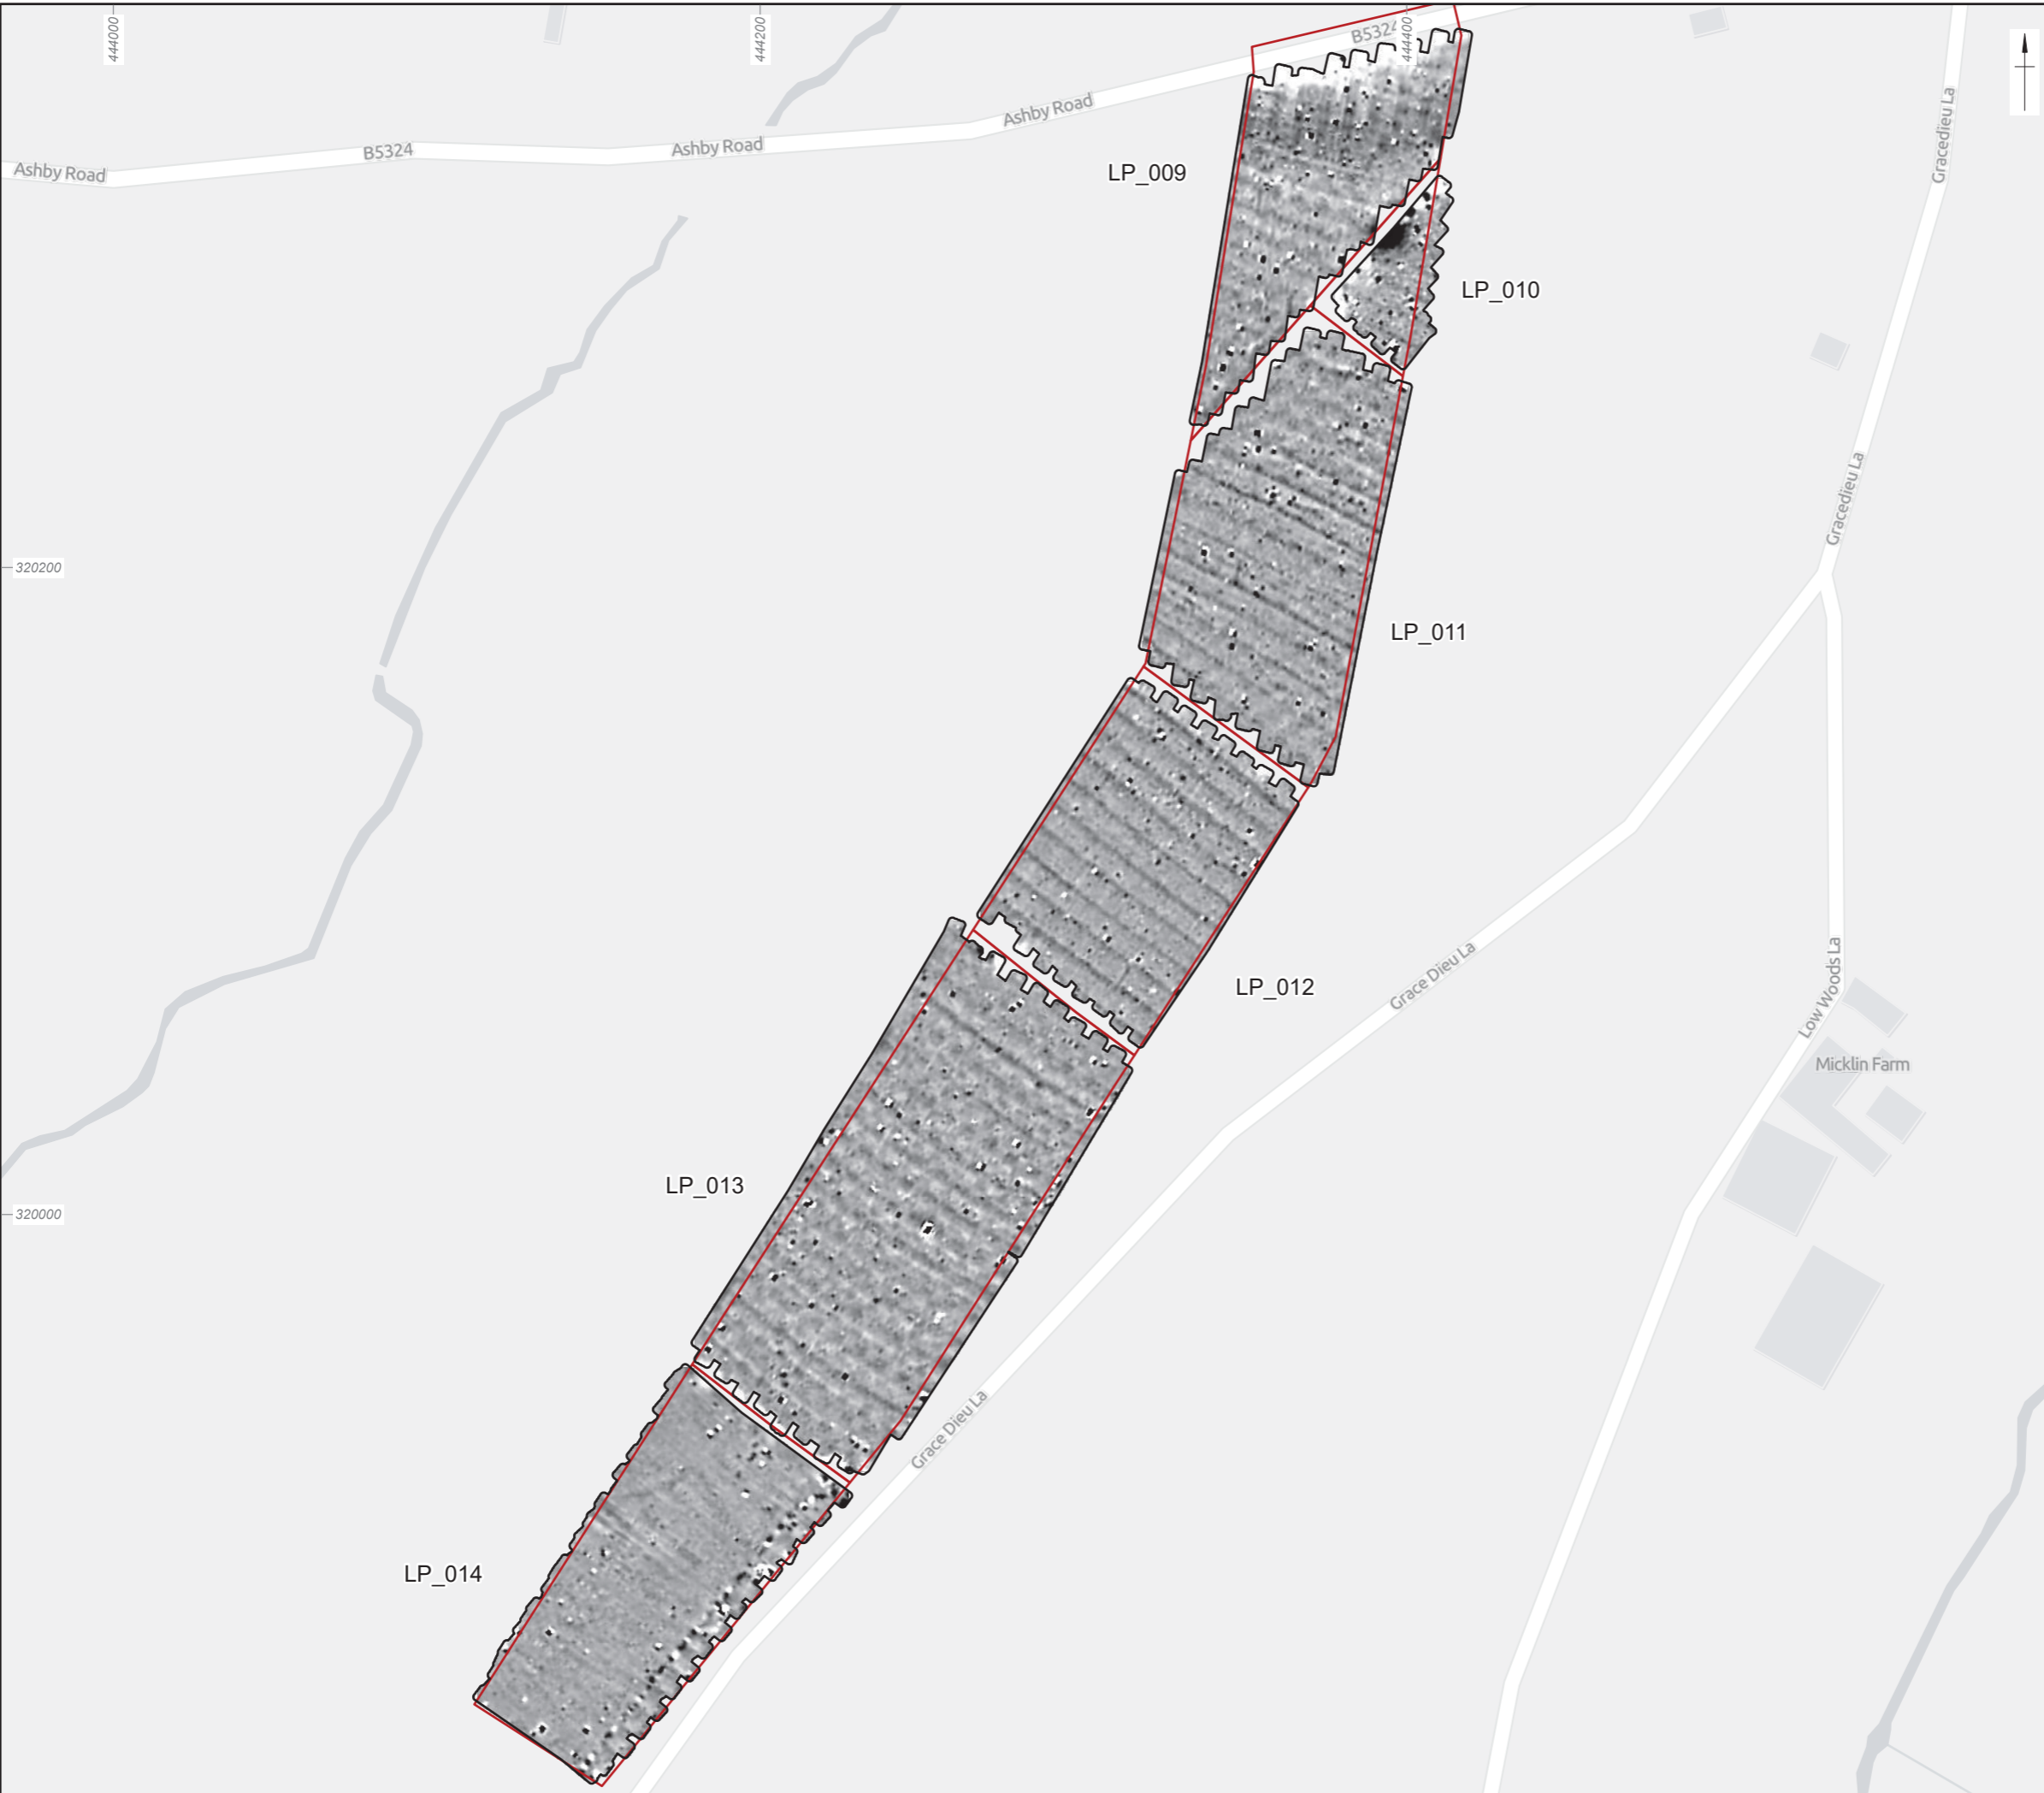 444000
444200
444400
B5324
Ashby Road
Ashby Road
B5324
Ashby Road
Gracedieu La
LP_009
LP_010
Gracedieu La
320200
LP_011
Grace Dieu La
LP_012
Low Woods La
Micklin Farm
LP_013
320000
Grace Dieu La
LP_014